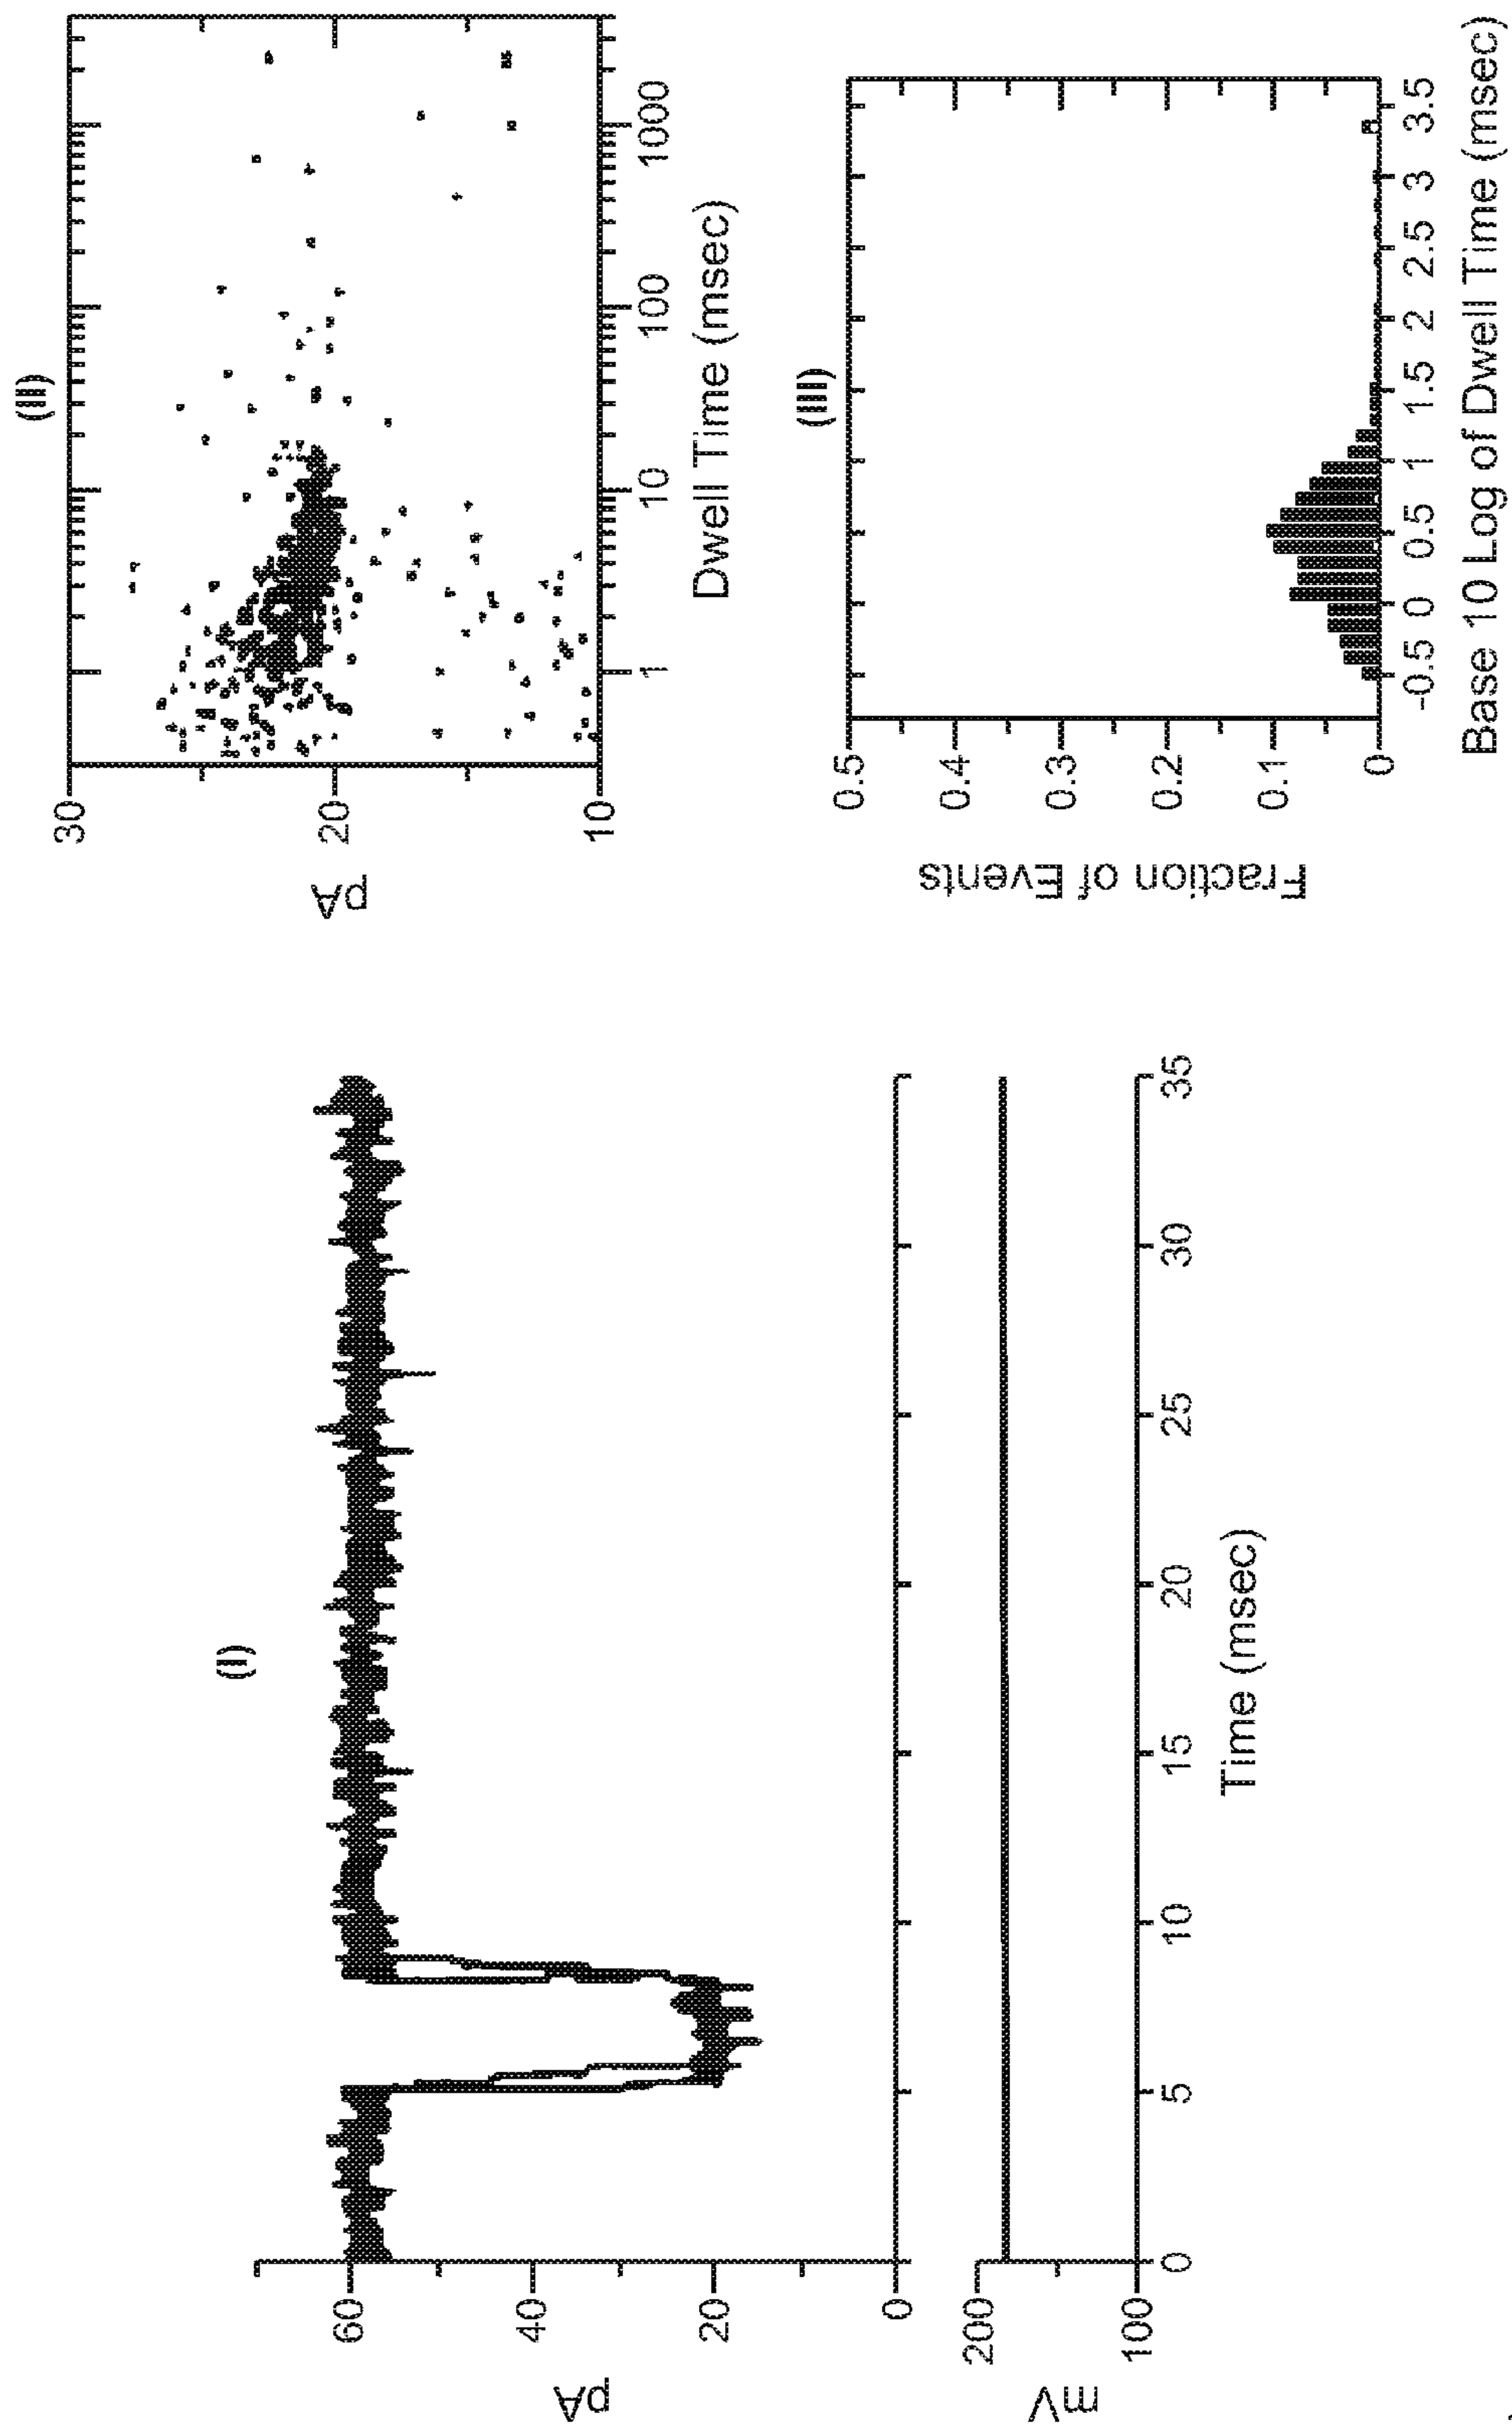 (I)
pA
60
40
20
0
mV
200
100
0 5 10 15 20 25 30 35
Time (msec)
(II)
pA
30
20
10
1 10 100 1000
Dwell Time (msec)
(III)
Fraction of Events
0.5
0.4
0.3
0.2
0.1
0
-0.5 0 0.5 1 1.5 2 2.5 3 3.5
Base 10 Log of Dwell Time (msec)